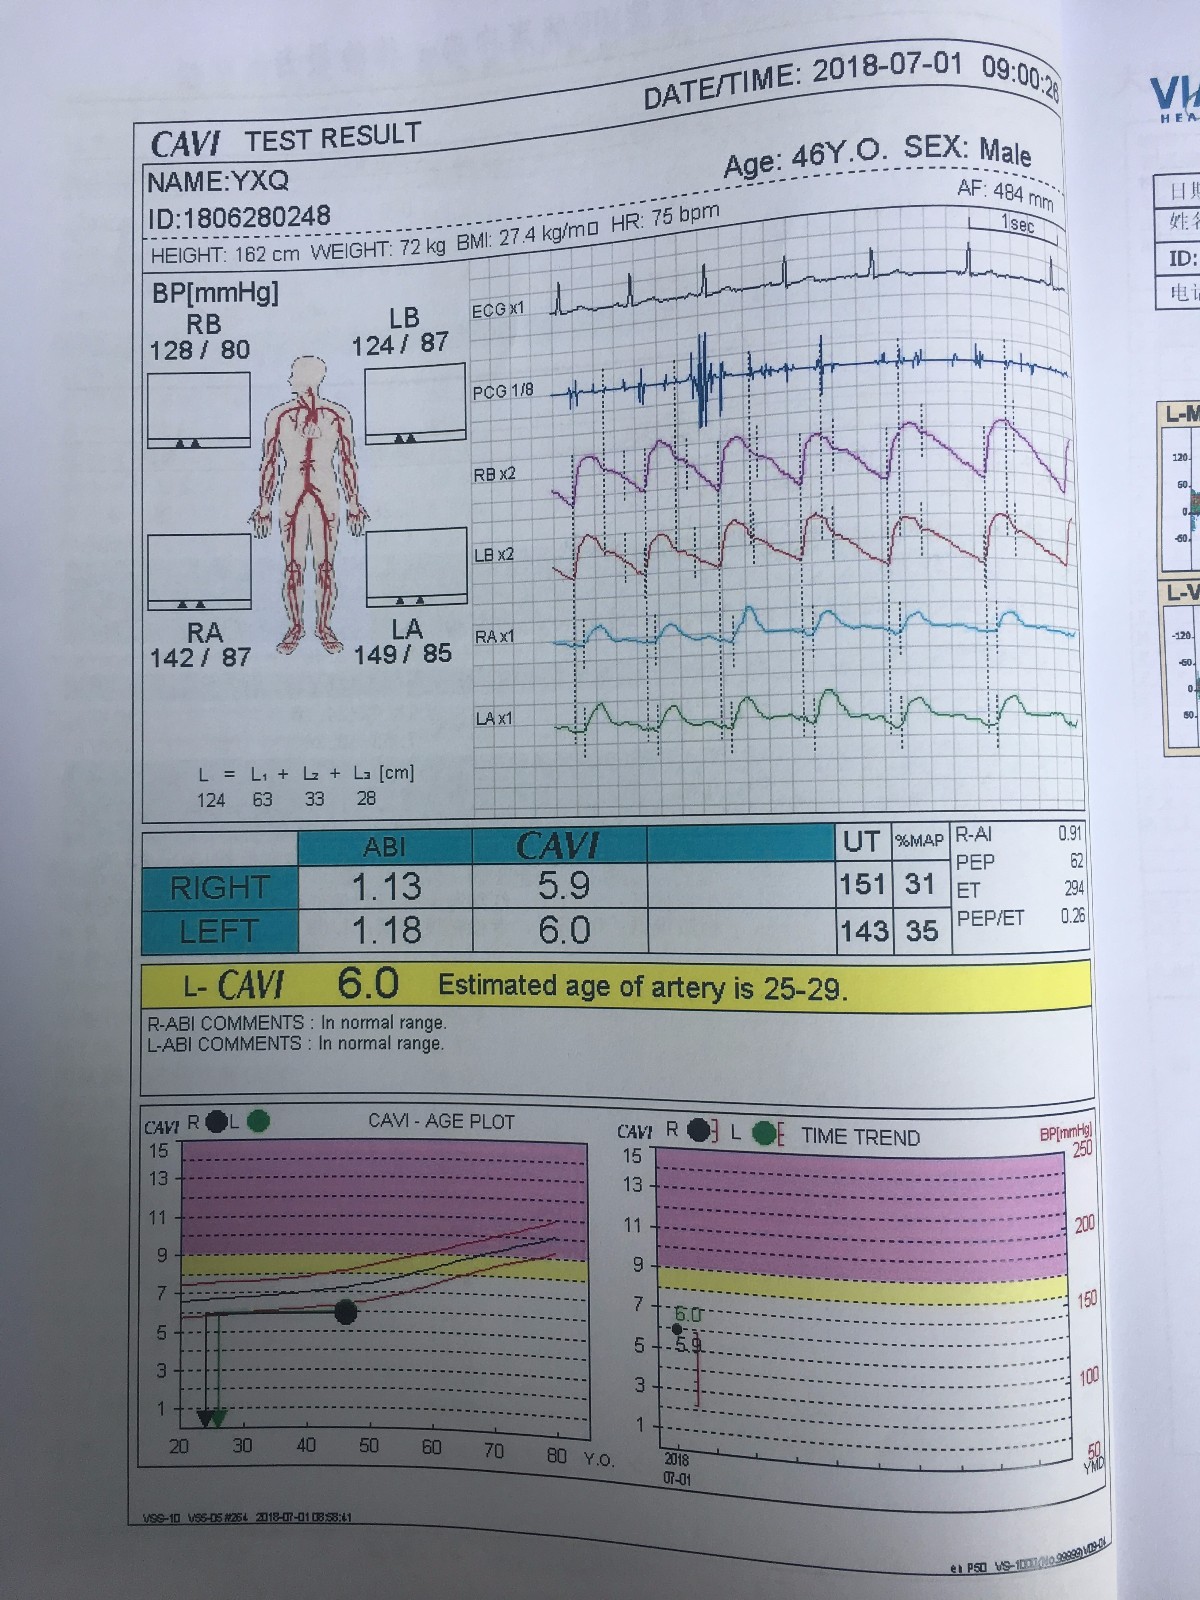 DATE/TIME: 2018-07-01 09:00:26
CAVI TEST RESULT
NAME:YXQ
Age: 46Y.O. SEX: Male
ID:1806280248
AF: 484 mm
HEIGHT: 162 cm WEIGHT: 72 kg BMI: 27.4 kg/m□ HR: 75 bpm
1sec
BP[mmHg]
RB
LB
128 / 80
124 / 87
RA
LA
142 / 87
149 / 85
ECG x1
PCG 1/8
RB x2
LB x2
RA x1
LA x1
L = L1 + L2 + L3 [cm]
124 63 33 28
ABI CAVI UT %MAP
RIGHT 1.13 5.9 151 31
LEFT 1.18 6.0 143 35
R-AI 0.91
PEP 62
ET 294
PEP/ET 0.26
L- CAVI 6.0 Estimated age of artery is 25-29.
R-ABI COMMENTS : In normal range.
L-ABI COMMENTS : In normal range.
CAVI R L CAVI - AGE PLOT
15
13
11
9
7
5
3
1
20 30 40 50 60 70 80 Y.O.
CAVI R L TIME TREND BP[mmHg]
15
13
11
9
7
5
3
1
6.0
5.9
250
200
150
100
50
2018
07-01
YMD
VSS-10 VS5-05 #264 2018-07-01 08:58:41
P50 VS-1000(No.99999)V09-01
HEA
日
姓
ID:
电
L-M
120
50
0
-60
L-V
-120
-50
0
50